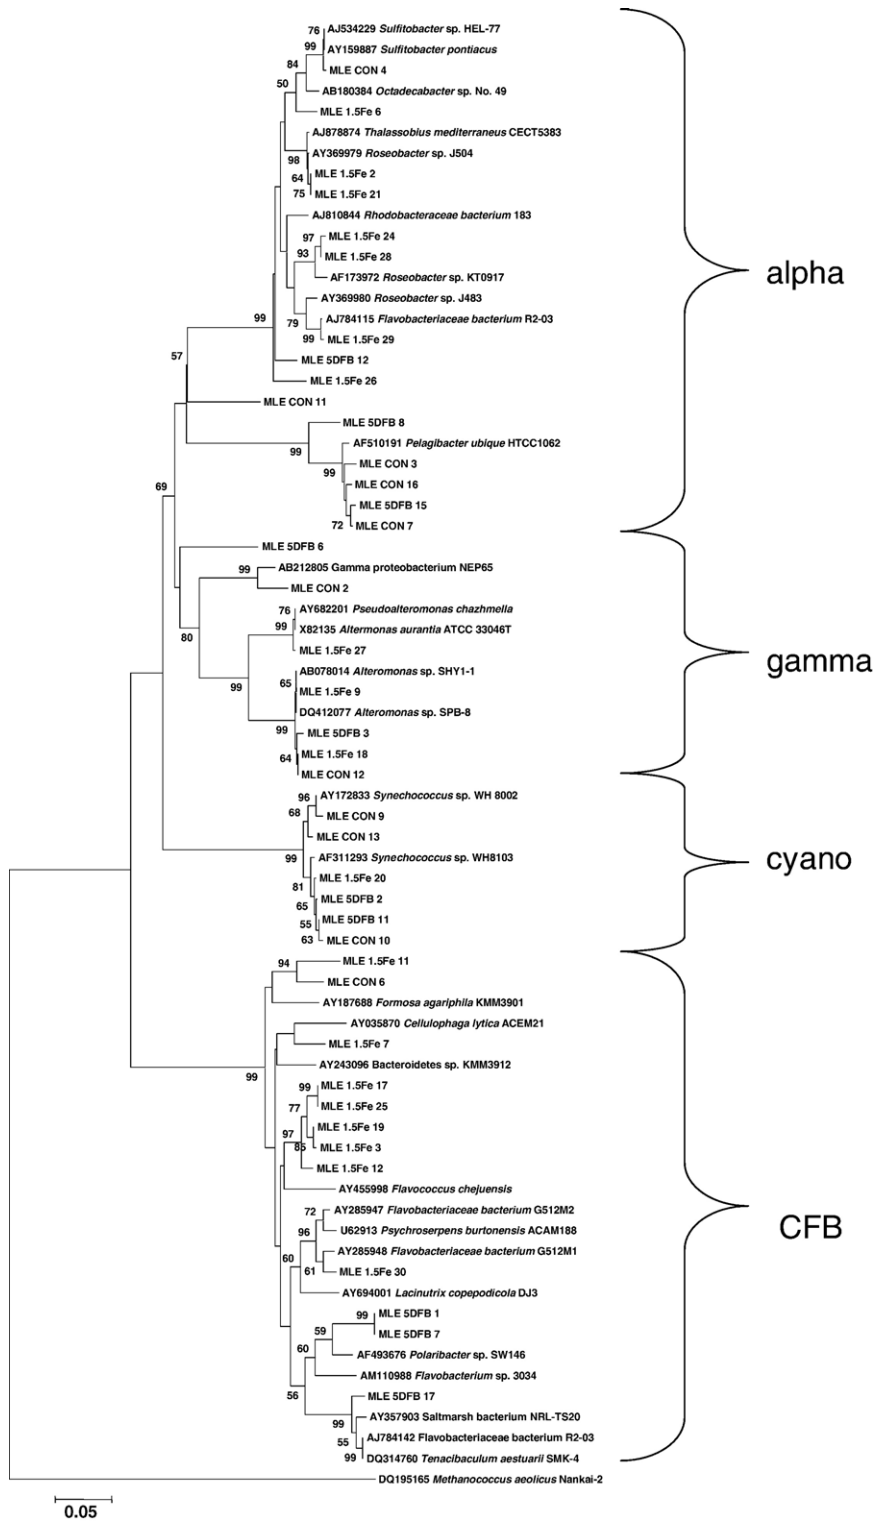 76
AJ534229 Sulfitobacter sp. HEL-77
99
AY159887 Sulfitobacter pontiacus
84
MLE CON 4
50
AB180384 Octadecabacter sp. No. 49
MLE 1.5Fe 6
AJ878874 Thalassobius mediterraneus CECT5383
98
AY369979 Roseobacter sp. J504
64
MLE 1.5Fe 2
75
MLE 1.5Fe 21
AJ810844 Rhodobacteraceae bacterium 183
97
MLE 1.5Fe 24
93
MLE 1.5Fe 28
AF173972 Roseobacter sp. KT0917
alpha
AY369980 Roseobacter sp. J483
99
79
AJ784115 Flavobacteriaceae bacterium R2-03
99
MLE 1.5Fe 29
57
MLE 5DFB 12
MLE 1.5Fe 26
MLE CON 11
MLE 5DFB 8
99
AF510191 Pelagibacter ubique HTCC1062
99
MLE CON 3
69
MLE CON 16
MLE 5DFB 15
72
MLE CON 7
MLE 5DFB 6
99
AB212805 Gamma proteobacterium NEP65
MLE CON 2
76
AY682201 Pseudoalteromonas chazhmella
80
99
X82135 Altermonas aurantia ATCC 33046T
MLE 1.5Fe 27
gamma
AB078014 Alteromonas sp. SHY1-1
99
65
MLE 1.5Fe 9
DQ412077 Alteromonas sp. SPB-8
99
MLE 5DFB 3
64
MLE 1.5Fe 18
MLE CON 12
96
AY172833 Synechococcus sp. WH 8002
68
MLE CON 9
MLE CON 13
99
AF311293 Synechococcus sp. WH8103
cyano
81
MLE 1.5Fe 20
65
MLE 5DFB 2
55
MLE 5DFB 11
63
MLE CON 10
94
MLE 1.5Fe 11
MLE CON 6
AY187688 Formosa agariphila KMM3901
AY035870 Cellulophaga lytica ACEM21
MLE 1.5Fe 7
99
AY243096 Bacteroidetes sp. KMM3912
99
MLE 1.5Fe 17
77
MLE 1.5Fe 25
MLE 1.5Fe 19
97
85
MLE 1.5Fe 3
MLE 1.5Fe 12
AY455998 Flavococcus chejuensis
72
AY285947 Flavobacteriaceae bacterium G512M2
96
U62913 Psychroserpens burtonensis ACAM188
CFB
60
AY285948 Flavobacteriaceae bacterium G512M1
61
MLE 1.5Fe 30
AY694001 Lacinutrix copepodicola DJ3
99
MLE 5DFB 1
59
MLE 5DFB 7
60
AF493676 Polaribacter sp. SW146
AM110988 Flavobacterium sp. 3034
56
MLE 5DFB 17
99
AY357903 Saltmarsh bacterium NRL-TS20
55
AJ784142 Flavobacteriaceae bacterium R2-03
99
DQ314760 Tenacibaculum aestuarii SMK-4
DQ195165 Methanococcus aeolicus Nankai-2
0.05